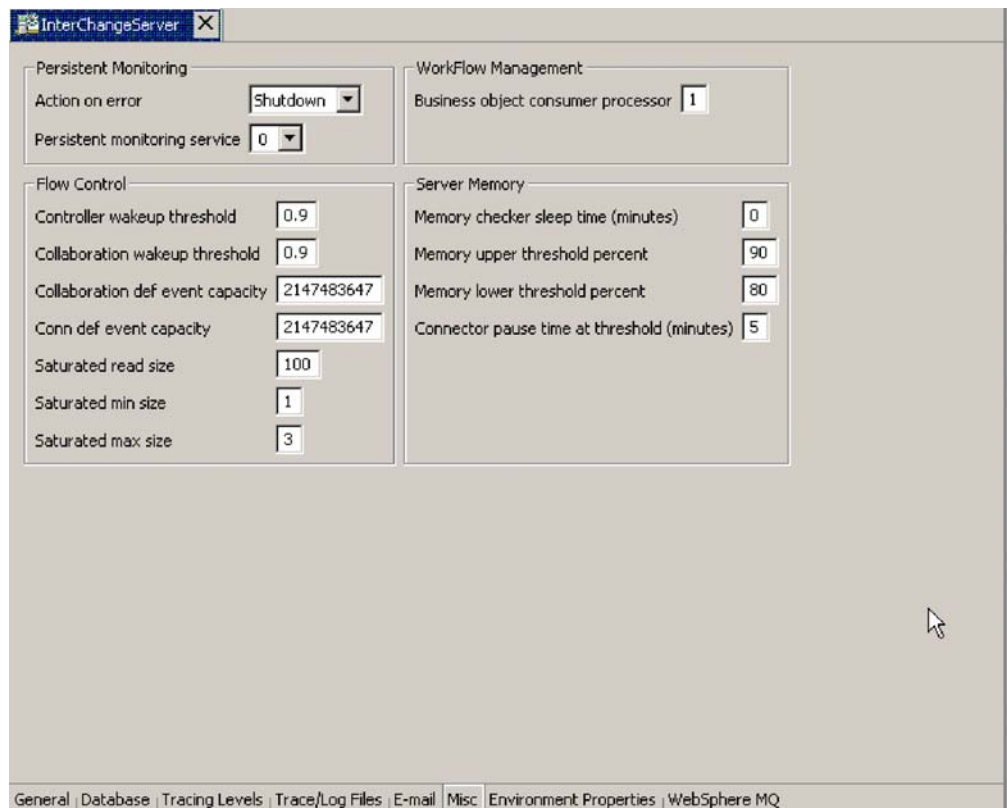 InterChangeServer X
Persistent Monitoring
Action on error Shutdown
Persistent monitoring service 0
WorkFlow Management
Business object consumer processor 1
Flow Control
Controller wakeup threshold 0.9
Collaboration wakeup threshold 0.9
Collaboration def event capacity 2147483647
Conn def event capacity 2147483647
Saturated read size 100
Saturated min size 1
Saturated max size 3
Server Memory
Memory checker sleep time (minutes) 0
Memory upper threshold percent 90
Memory lower threshold percent 80
Connector pause time at threshold (minutes) 5
General Database Tracing Levels Trace/Log Files E-mail Misc Environment Properties WebSphere MQ